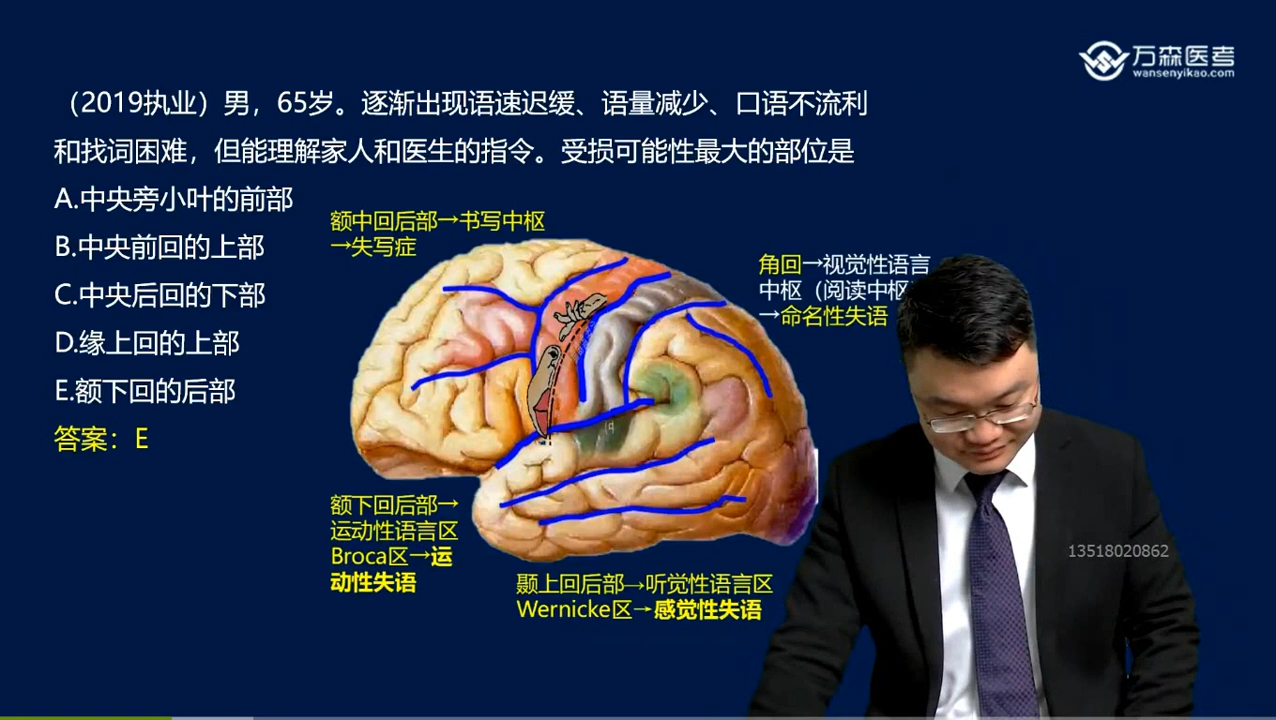 万森医考
wansenyikao.com
（2019执业）男，65岁。逐渐出现语速迟缓、语量减少、口语不流利
和找词困难，但能理解家人和医生的指令。受损可能性最大的部位是
A.中央旁小叶的前部
B.中央前回的上部
C.中央后回的下部
D.缘上回的上部
E.额下回的后部
答案：E
额中回后部→书写中枢
→失写症
角回→视觉性语言
中枢（阅读中枢
→命名性失语
额下回后部→
运动性语言区
Broca区→运
动性失语
颞上回后部→听觉性语言区
Wernicke区→感觉性失语
13518020862